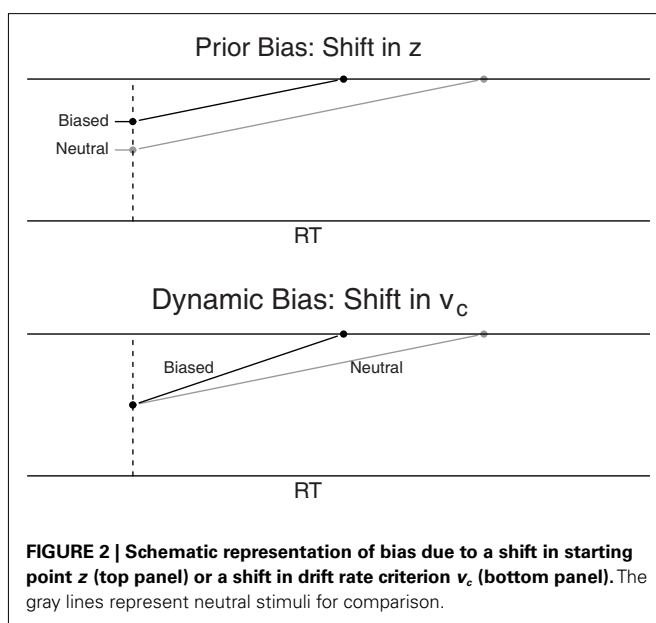 Prior Bias: Shift in z
Biased
Neutral
RT
Dynamic Bias: Shift in v_c
Biased Neutral
RT
FIGURE 2 | Schematic representation of bias due to a shift in starting
point z (top panel) or a shift in drift rate criterion v_c (bottom panel). The
gray lines represent neutral stimuli for comparison.